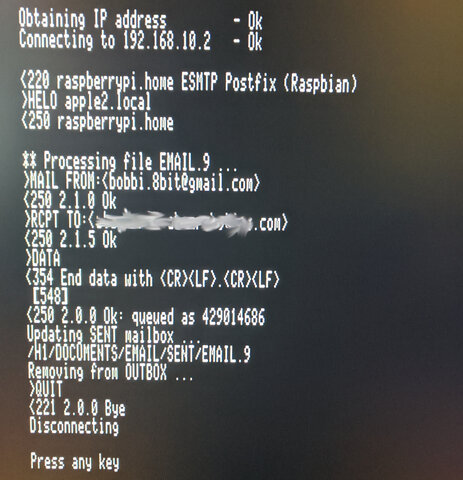 Obtaining IP address - Ok
Connecting to 192.168.10.2 - Ok
<220 raspberrypi.home ESMTP Postfix (Raspbian)
>HELO apple2.local
<250 raspberrypi.home
** Processing file EMAIL.9 ...
>MAIL FROM:<bobbi.8bit@gmail.com>
<250 2.1.0 Ok
>RCPT TO:< .com>
<250 2.1.5 Ok
>DATA
<354 End data with <CR><LF>.<CR><LF>
[548]
<250 2.0.0 Ok: queued as 429014686
Updating SENT mailbox ...
/H1/DOCOMENTS/EMAIL/SENT/EMAIL.9
Removing from OUTBOX ...
>QUIT
<221 2.0.0 Bye
Disconnecting
Press any key